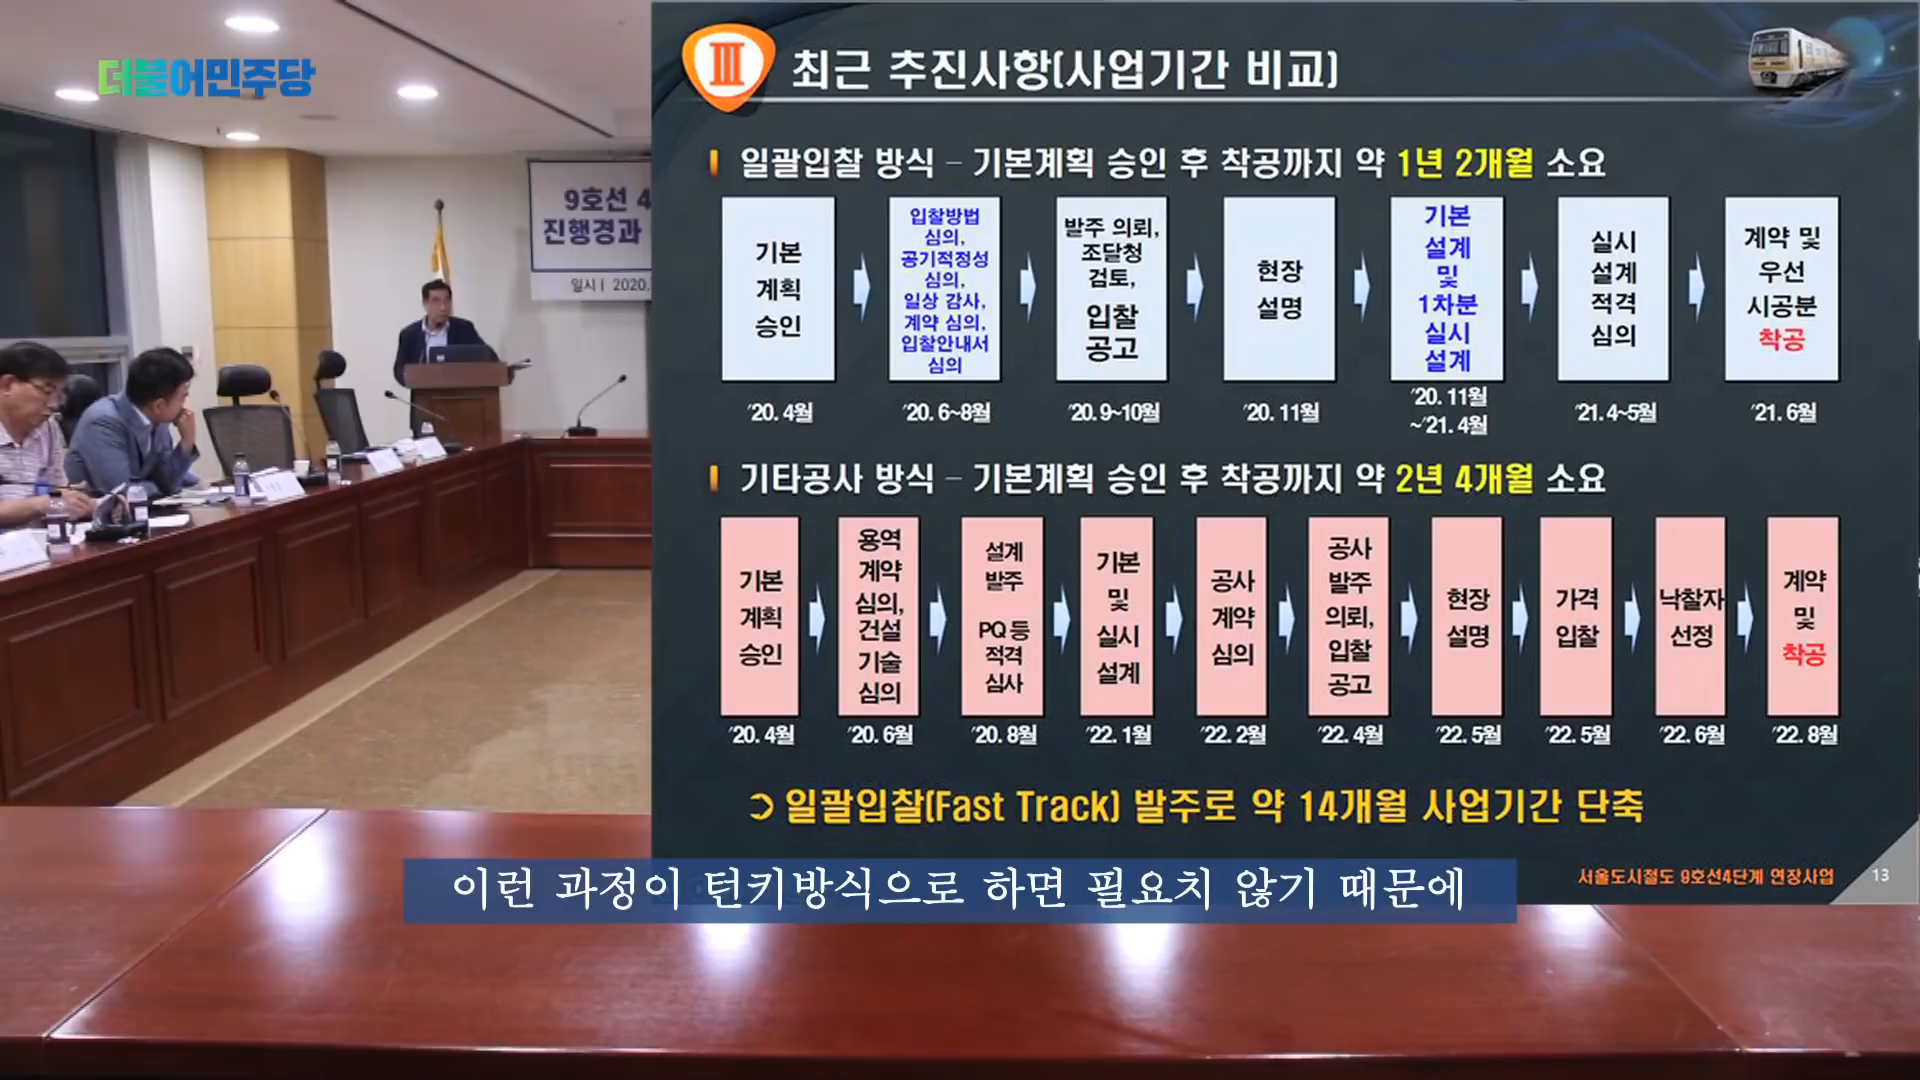 더불어민주당
9호선 4
진행경과
일시 | 2020.
Ⅲ 최근 추진사항(사업기간 비교)
일괄입찰 방식 – 기본계획 승인 후 착공까지 약 1년 2개월 소요
기본
계획
승인
'20. 4월
입찰방법
심의,
공기적정성
심의,
일상 감사,
계약 심의,
입찰안내서
심의
'20. 6~8월
발주 의뢰,
조달청
검토,
입찰
공고
'20. 9~10월
현장
설명
'20. 11월
기본
설계
및
1차분
실시
설계
'20. 11월
~'21. 4월
실시
설계
적격
심의
'21. 4~5월
계약 및
우선
시공분
착공
'21. 6월
기타공사 방식 – 기본계획 승인 후 착공까지 약 2년 4개월 소요
기본
계획
승인
'20. 4월
용역
계약
심의,
건설
기술
심의
'20. 6월
설계
발주
PQ 등
적격
심사
'20. 8월
기본
및
실시
설계
'22. 1월
공사
계약
심의
'22. 2월
공사
발주
의뢰,
입찰
공고
'22. 4월
현장
설명
'22. 5월
가격
입찰
'22. 5월
낙찰자
선정
'22. 6월
계약
및
착공
'22. 8월
➲ 일괄입찰(Fast Track) 발주로 약 14개월 사업기간 단축
서울도시철도 9호선4단계 연장사업 13
이런 과정이 턴키방식으로 하면 필요치 않기 때문에